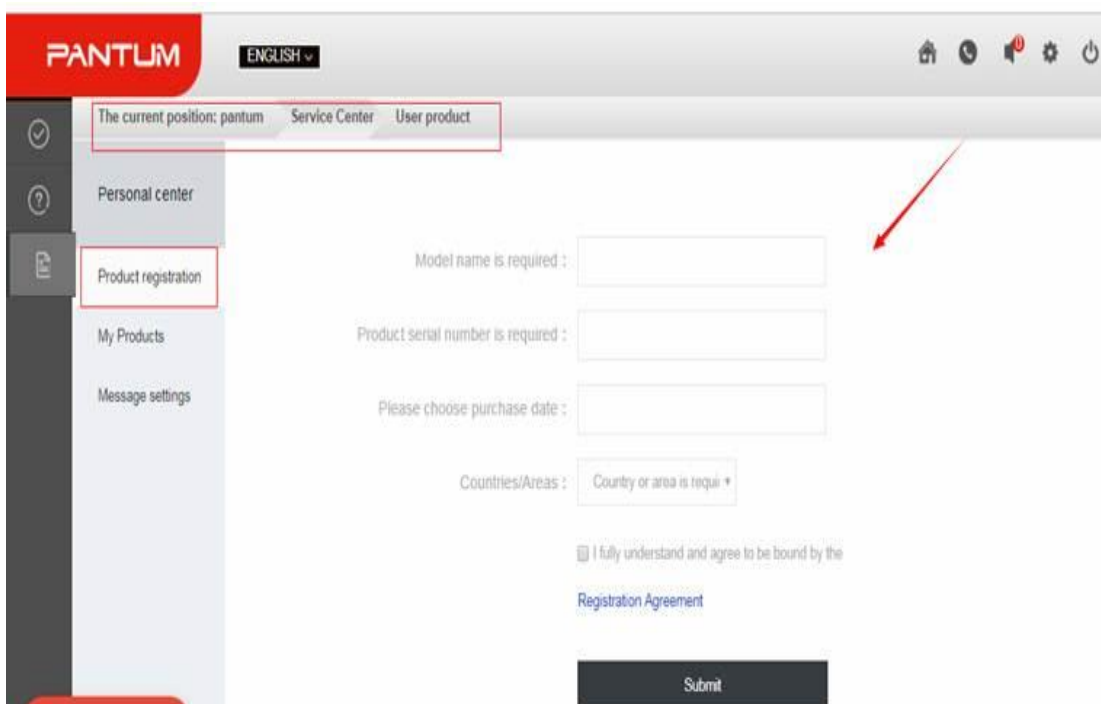 PANTUM
ENGLISH
0
The current position: pantum Service Center User product
Personal center
Product registration
My Products
Message settings
Model name is required :
Product serial number is required :
Please choose purchase date :
Countries/Areas :
Country or area is requi
I fully understand and agree to be bound by the
Registration Agreement
Submit